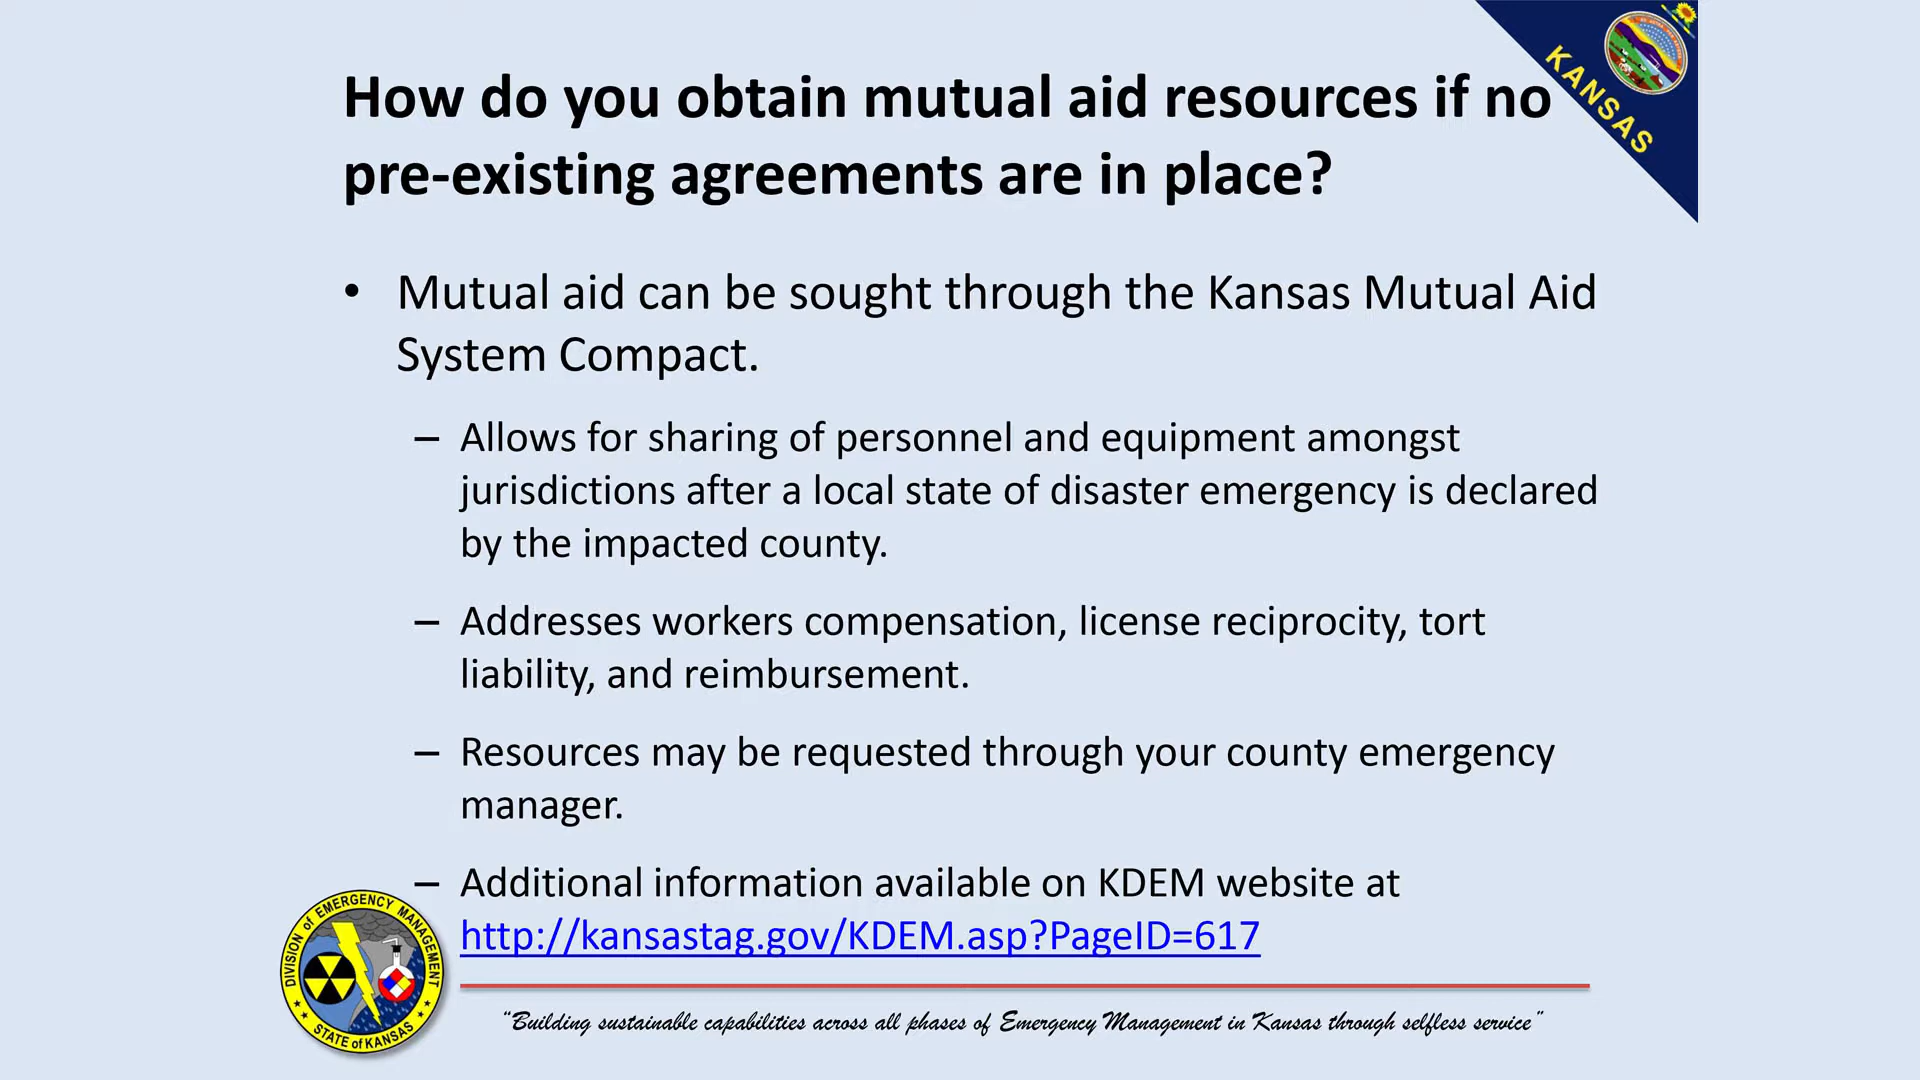 How do you obtain mutual aid resources if no
pre-existing agreements are in place?
KANSAS
• Mutual aid can be sought through the Kansas Mutual Aid
System Compact.
– Allows for sharing of personnel and equipment amongst
jurisdictions after a local state of disaster emergency is declared
by the impacted county.
– Addresses workers compensation, license reciprocity, tort
liability, and reimbursement.
– Resources may be requested through your county emergency
manager.
– Additional information available on KDEM website at
http://kansastag.gov/KDEM.asp?PageID=617
DIVISION of EMERGENCY MANAGEMENT
STATE of KANSAS
“Building sustainable capabilities across all phases of Emergency Management in Kansas through selfless service”